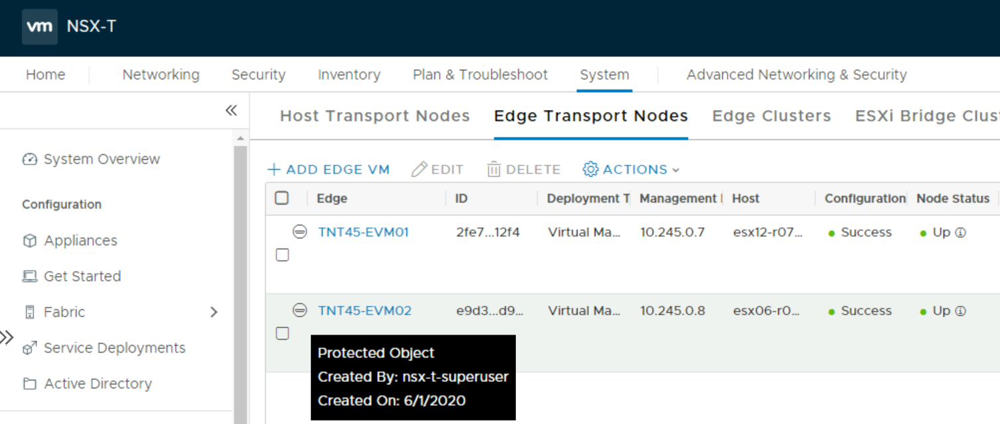 vm NSX-T
Home Networking Security Inventory Plan & Troubleshoot System Advanced Networking & Security
Host Transport Nodes Edge Transport Nodes Edge Clusters ESXi Bridge Clus
System Overview
+ ADD EDGE VM EDIT DELETE ACTIONS
Edge ID Deployment T Management I Host Configuration Node Status
Configuration
TNT45-EVM01 2fe7...12f4 Virtual Ma... 10.245.0.7 esx12-r07... Success Up
Appliances
Get Started
Fabric
TNT45-EVM02 e9d3...d9... Virtual Ma... 10.245.0.8 esx06-r0... Success Up
Service Deployments
Active Directory
Protected Object
Created By: nsx-t-superuser
Created On: 6/1/2020